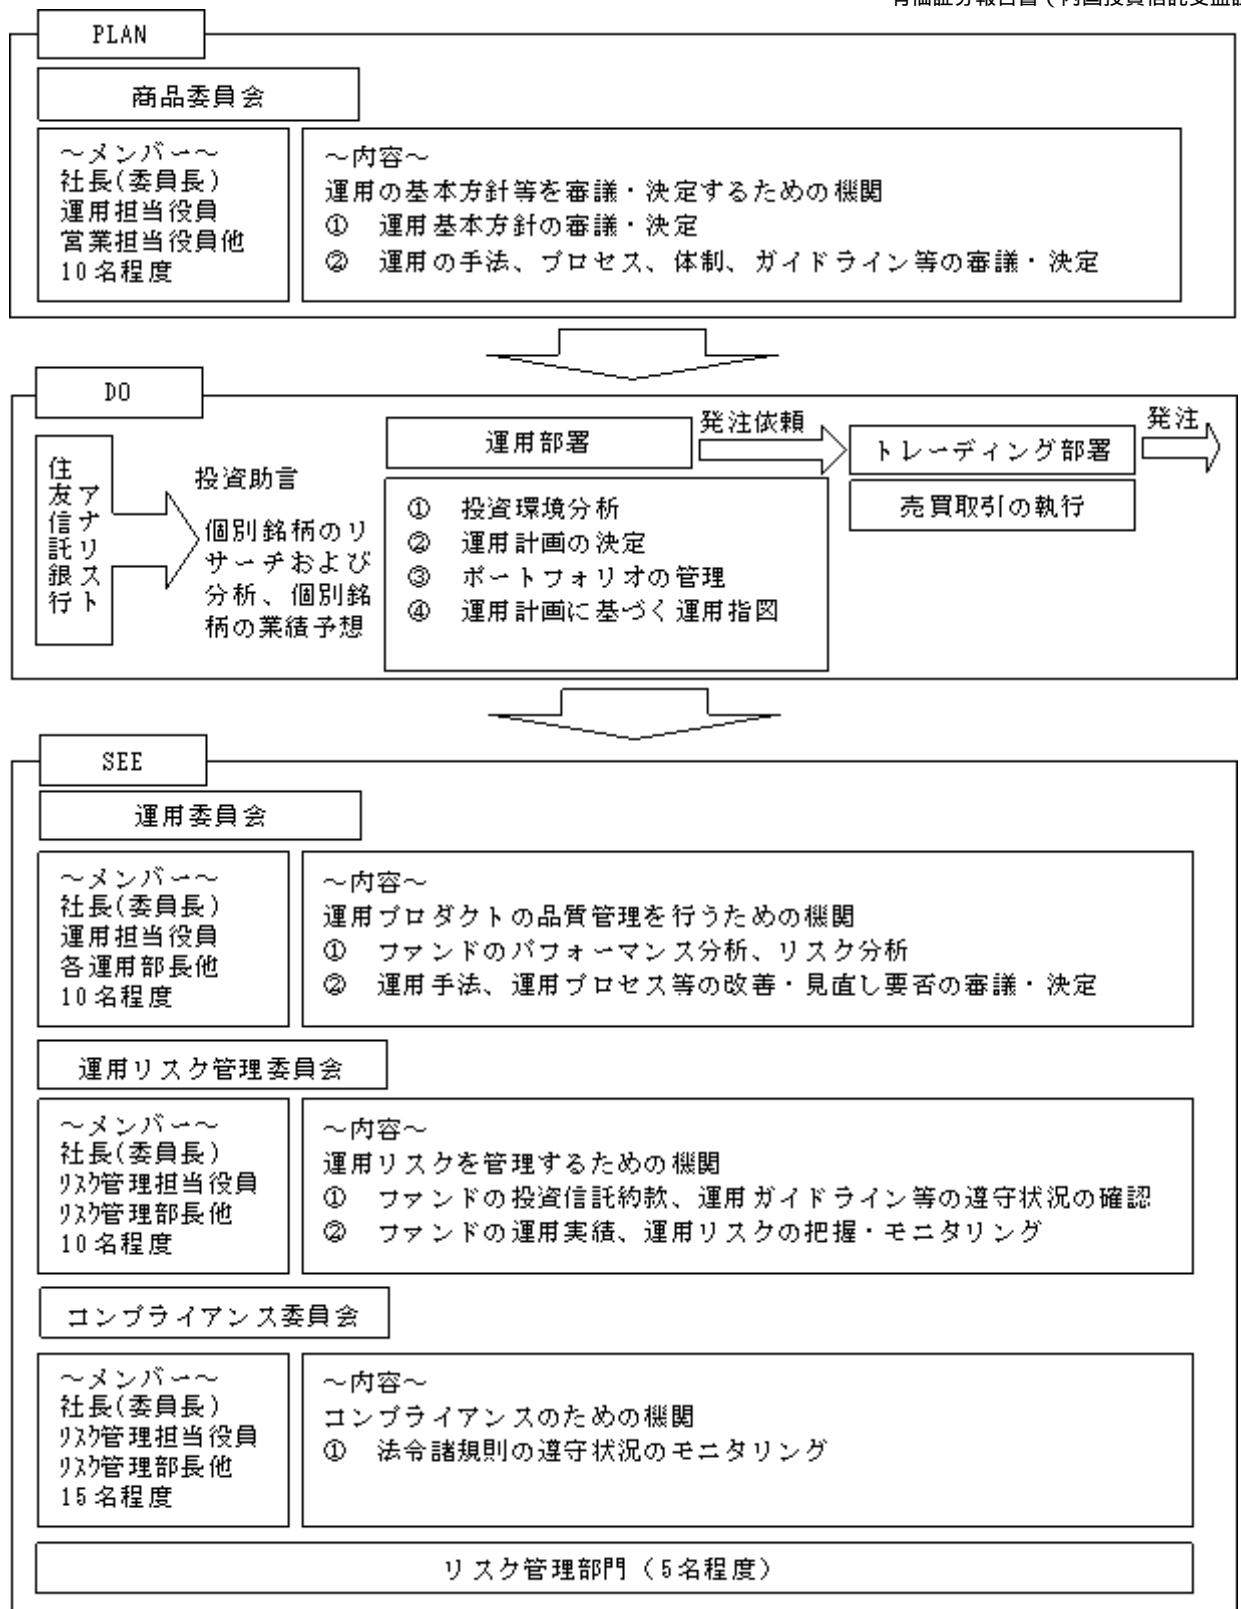 PLAN
商品委員会
～メンバー～
社長(委員長)
運用担当役員
営業担当役員他
10名程度
～内容～
運用の基本方針等を審議・決定するための機関
① 運用基本方針の審議・決定
② 運用の手法、プロセス、体制、ガイドライン等の審議・決定
DO
住友信託銀行
アナリスト
投資助言
個別銘柄のリ
サーチおよび
分析、個別銘
柄の業績予想
運用部署
① 投資環境分析
② 運用計画の決定
③ ポートフォリオの管理
④ 運用計画に基づく運用指図
発注依頼
トレーディング部署
売買取引の執行
発注
SEE
運用委員会
～メンバー～
社長(委員長)
運用担当役員
各運用部長他
10名程度
～内容～
運用プロダクトの品質管理を行うための機関
① ファンドのパフォーマンス分析、リスク分析
② 運用手法、運用プロセス等の改善・見直し要否の審議・決定
運用リスク管理委員会
～メンバー～
社長(委員長)
ﾘｽｸ管理担当役員
ﾘｽｸ管理部長他
10名程度
～内容～
運用リスクを管理するための機関
① ファンドの投資信託約款、運用ガイドライン等の遵守状況の確認
② ファンドの運用実績、運用リスクの把握・モニタリング
コンプライアンス委員会
～メンバー～
社長(委員長)
ﾘｽｸ管理担当役員
ﾘｽｸ管理部長他
15名程度
～内容～
コンプライアンスのための機関
① 法令諸規則の遵守状況のモニタリング
リスク管理部門（5名程度）